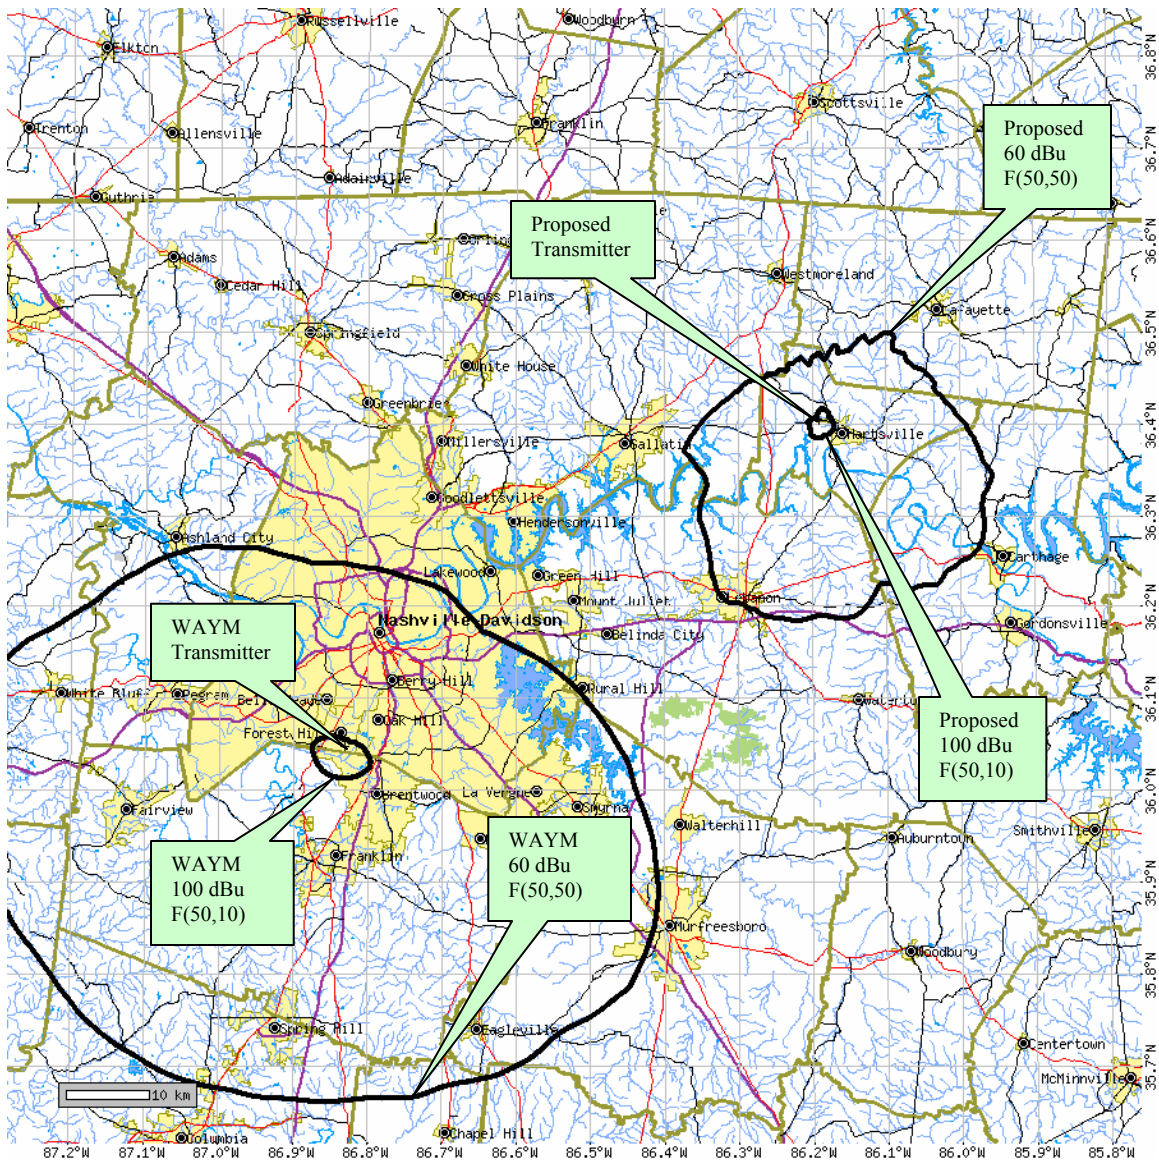 Russellville
Woodburn
Elkton
36.8°N
Scottsville
Trenton
Allensville
Franklin
Proposed
60 dBu
F(50,50)
36.7°N
Adairville
Guthrie
Proposed
Transmitter
36.6°N
Adams
Cedar Hill
Westmoreland
Cross Plains
Lafayette
Springfield
36.5°N
White House
Greenbrier
36.4°N
Millersville
Gallatin
Hartsville
Goodlettsville
Hendersonville
36.3°N
Ashland City
Carthage
Lakewood
Green Hill
Lebanon
Mount Juliet
36.2°N
Nashville-Davidson
Gordonsville
WAYM
Transmitter
Belinda City
White Bluff
Pegram
Berry Hill
Rural Hill
36.1°N
Oak Hill
Forest Hil
Proposed
100 dBu
F(50,10)
Brentwood
La Vergne
36.0°N
Fairview
Smyrna
Walterhill
Auburntown
Smithville
WAYM
100 dBu
F(50,10)
Franklin
WAYM
60 dBu
F(50,50)
35.9°N
Murfreesboro
Woodbury
35.8°N
Spring Hill
Eagleville
Centertown
35.7°N
McMinnville
10 km
Columbia
Chapel Hill
87.2°W 87.1°W 87.0°W 86.9°W 86.8°W 86.7°W 86.6°W 86.5°W 86.4°W 86.3°W 86.2°W 86.1°W 86.0°W 85.9°W 85.8°W